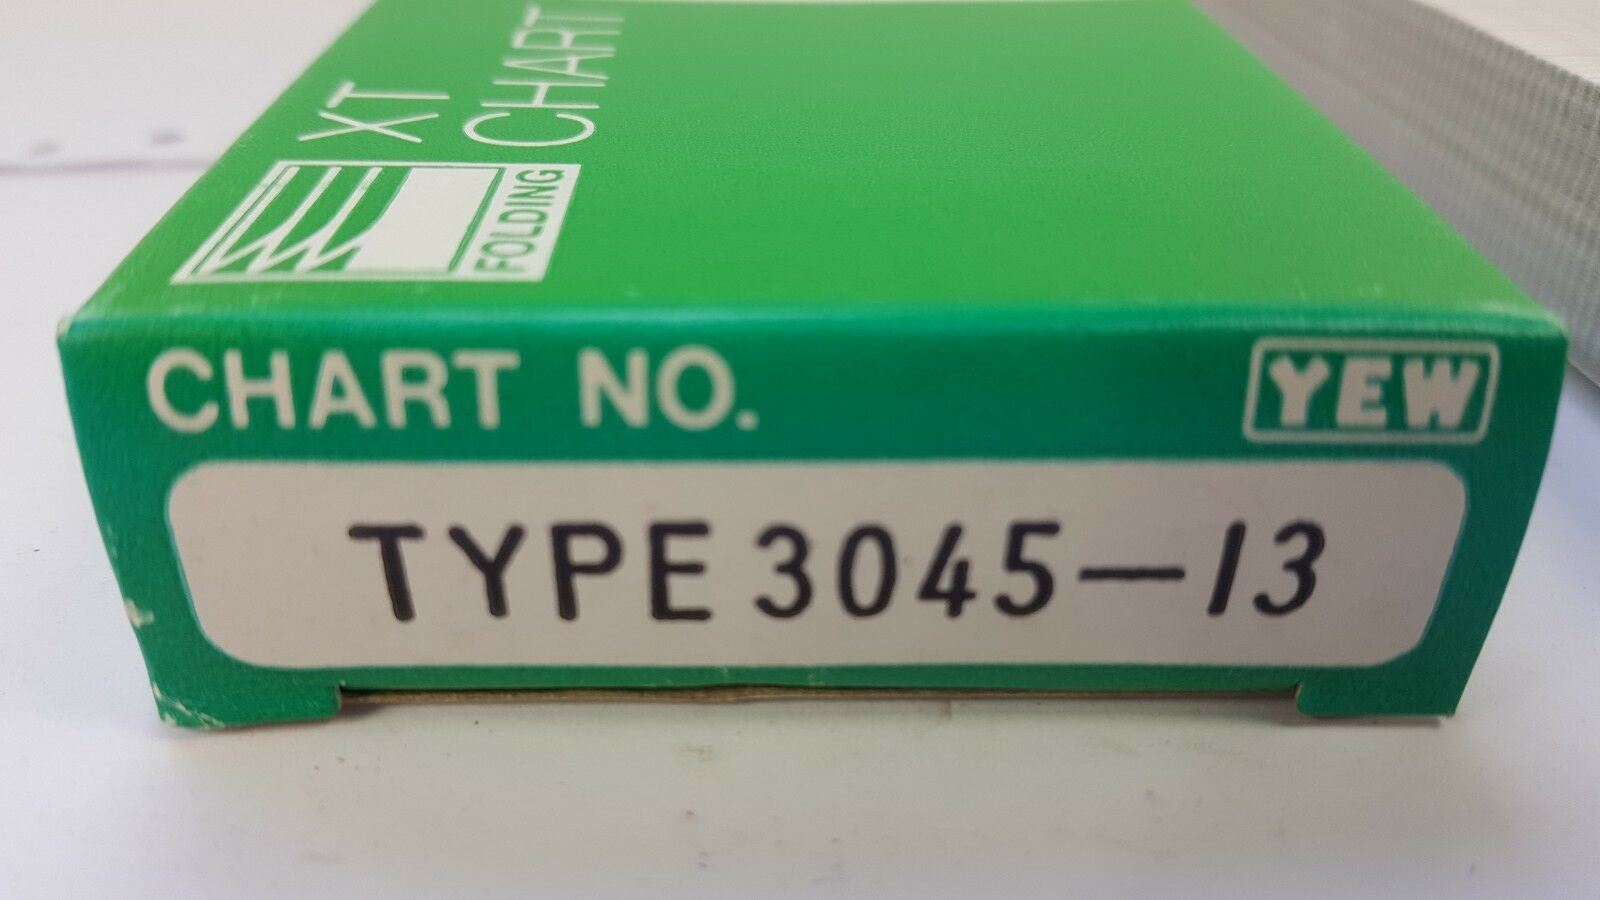 XT
CHART
FOLDING
CHART NO.
YEW
TYPE 3045-13